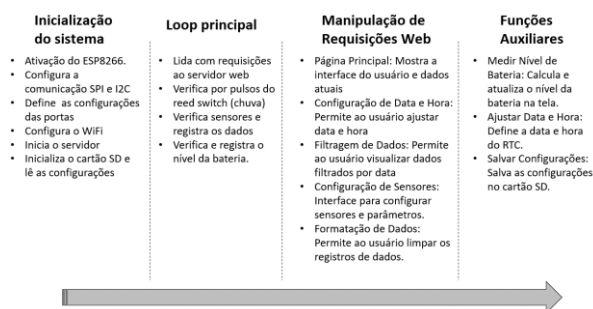 Inicialização
do sistema
• Ativação do ESP8266.
• Configura a
comunicação SPI e I2C
• Define as configurações
das portas
• Configura o WiFi
• Inicia o servidor
• Inicializa o cartão SD e
lê as configurações
Loop principal
• Lida com requisições
ao servidor web
• Verifica por pulsos do
reed switch (chuva)
• Verifica sensores e
registra os dados
• Verifica e registra o
nível da bateria.
Manipulação de
Requisições Web
• Página Principal: Mostra a
interface do usuário e dados
atuais
• Configuração de Data e Hora:
Permite ao usuário ajustar
data e hora
• Filtragem de Dados: Permite
ao usuário visualizar dados
filtrados por data
• Configuração de Sensores:
Interface para configurar
sensores e parâmetros.
• Formatação de Dados:
Permite ao usuário limpar os
registros de dados.
Funções
Auxiliares
• Medir Nível de
Bateria: Calcula e
atualiza o nível da
bateria na tela.
• Ajustar Data e Hora:
Define a data e hora
do RTC.
• Salvar Configurações:
Salva as configurações
no cartão SD.